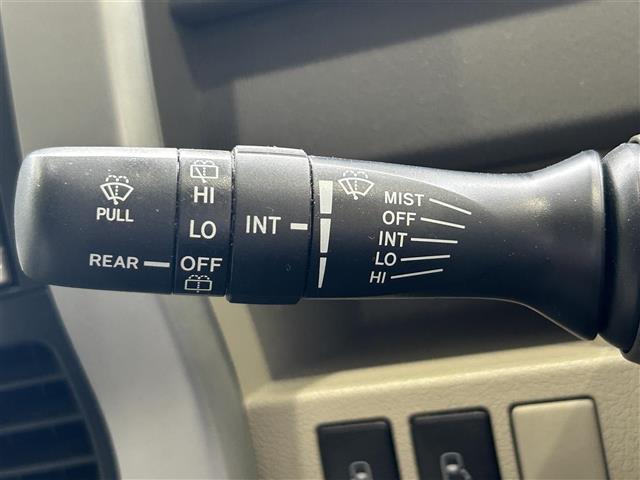 PULL
REAR
HI
LO
OFF
INT
MIST
OFF
INT
LO
HI